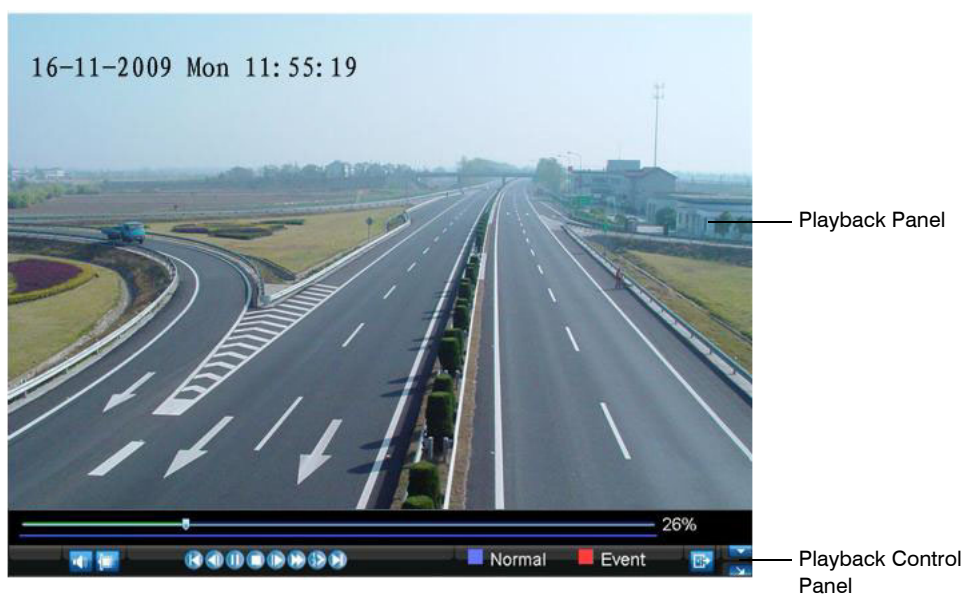 16-11-2009 Mon 11:55:19
Playback Panel
26%
Normal
Event
Playback Control
Panel